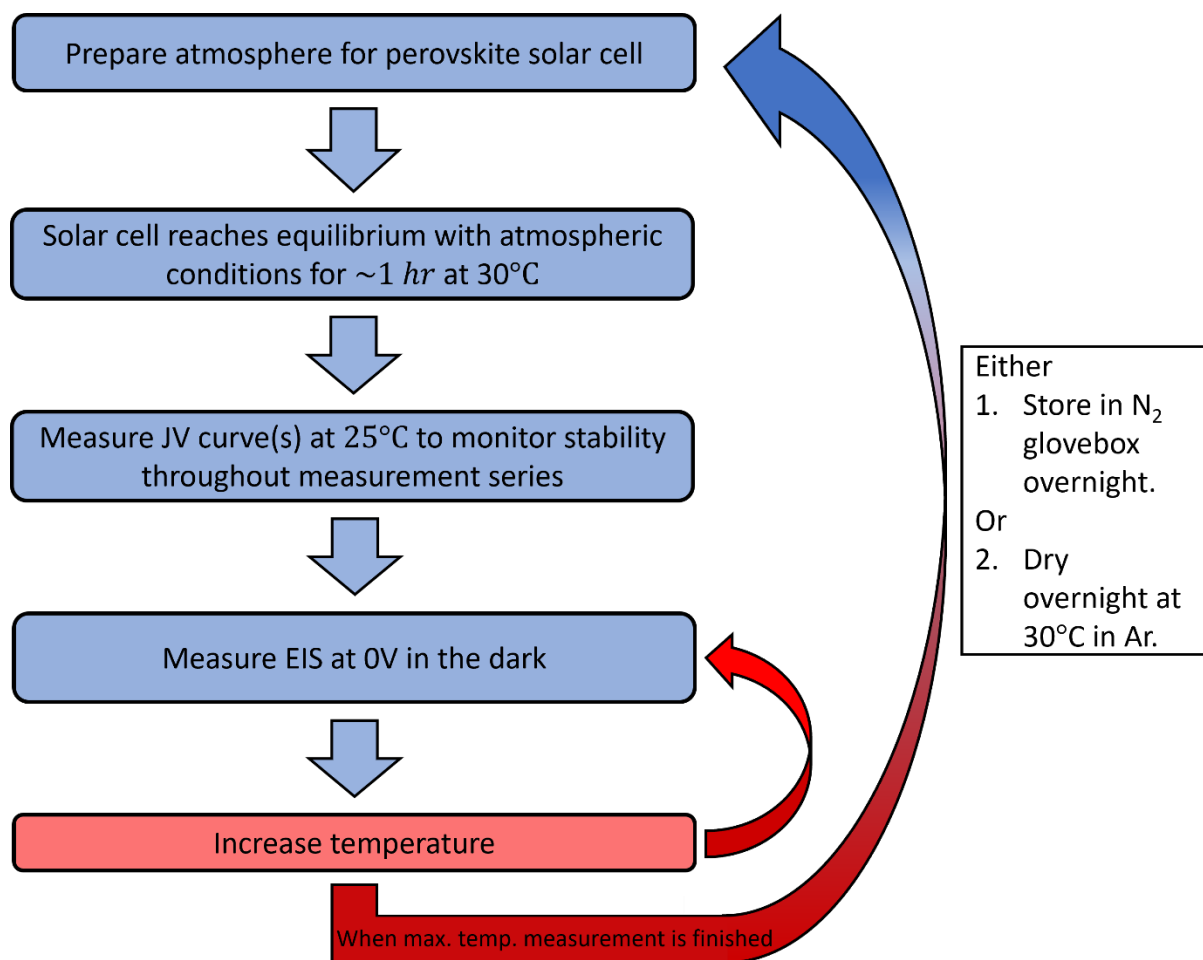 Prepare atmosphere for perovskite solar cell
Solar cell reaches equilibrium with atmospheric
conditions for ~1 hr at 30°C
Measure JV curve(s) at 25°C to monitor stability
throughout measurement series
Measure EIS at 0V in the dark
Increase temperature
When max. temp. measurement is finished
Either
1. Store in N₂
glovebox
overnight.
Or
2. Dry
overnight at
30°C in Ar.